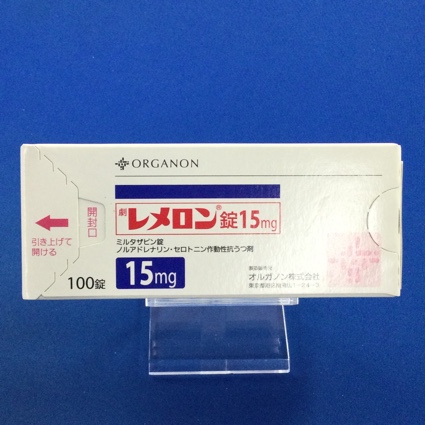 ORGANON
劇 レメロン®錠15mg
ミルタザピン錠
ノルアドレナリン・セロトニン作動性抗うつ剤
15mg
100錠
開封口
引き上げて
開ける
オルガノン株式会社